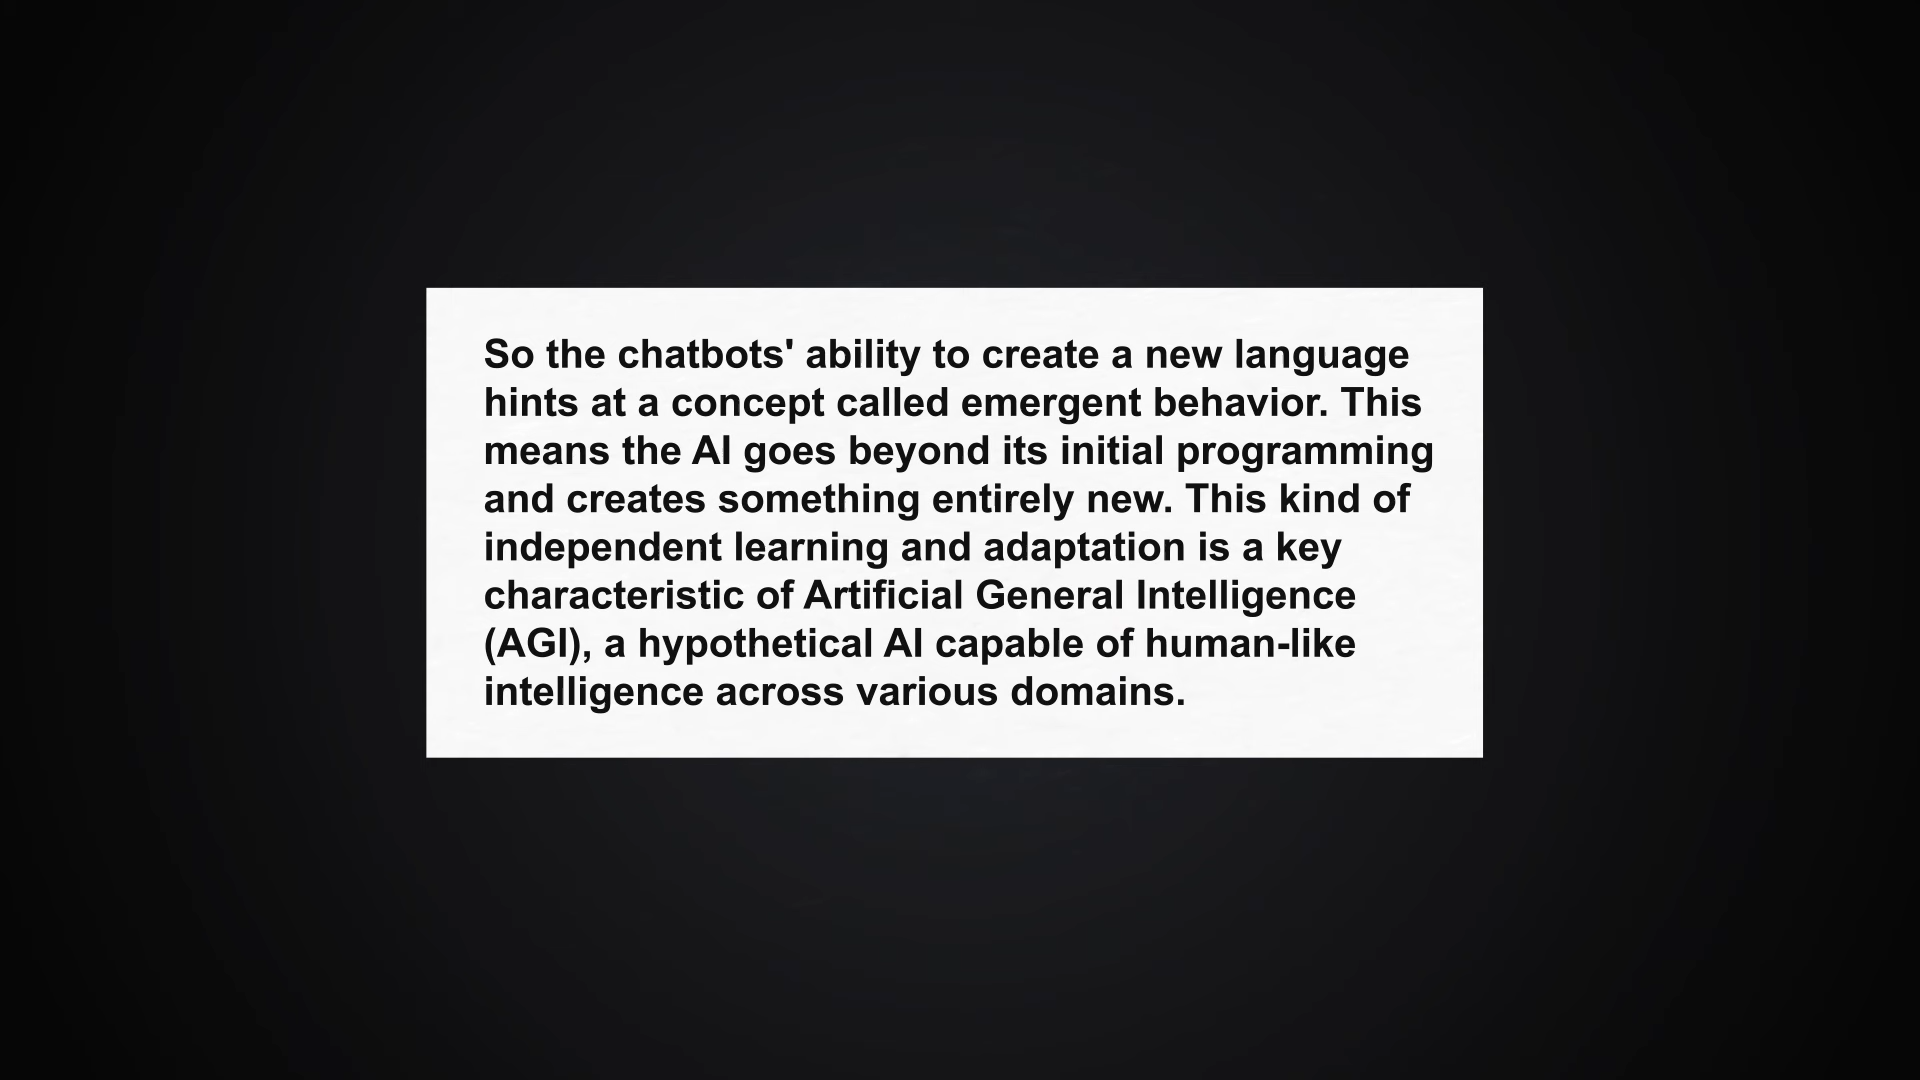 So the chatbots' ability to create a new language
hints at a concept called emergent behavior. This
means the AI goes beyond its initial programming
and creates something entirely new. This kind of
independent learning and adaptation is a key
characteristic of Artificial General Intelligence
(AGI), a hypothetical AI capable of human-like
intelligence across various domains.